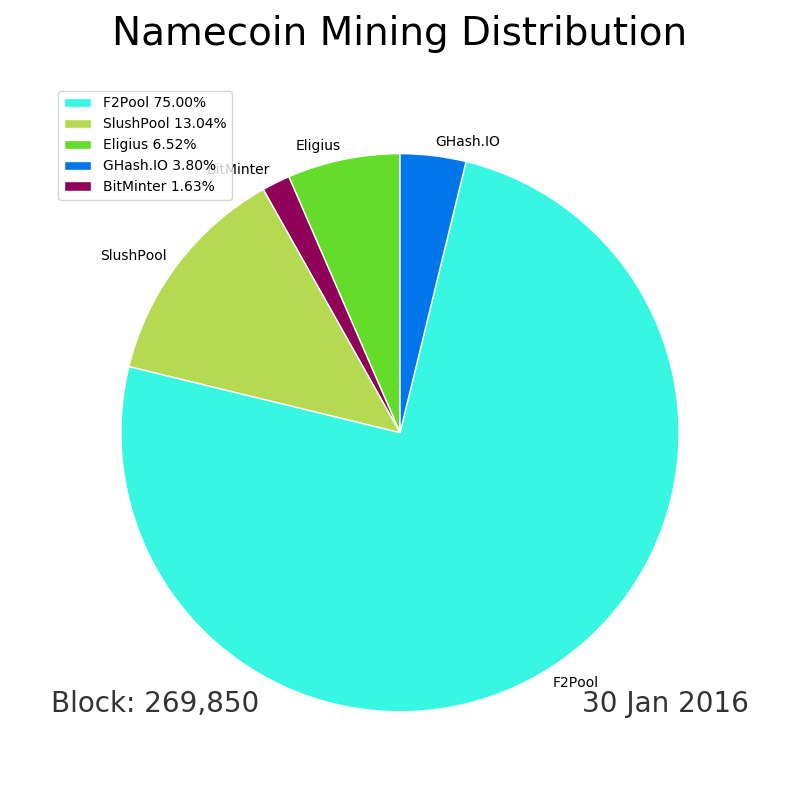 Namecoin Mining Distribution
F2Pool 75.00%
SlushPool 13.04%
Eligius 6.52%
GHash.IO 3.80%
BitMinter 1.63%
GHash.IO
Eligius
BitMinter
SlushPool
F2Pool
Block: 269,850
30 Jan 2016